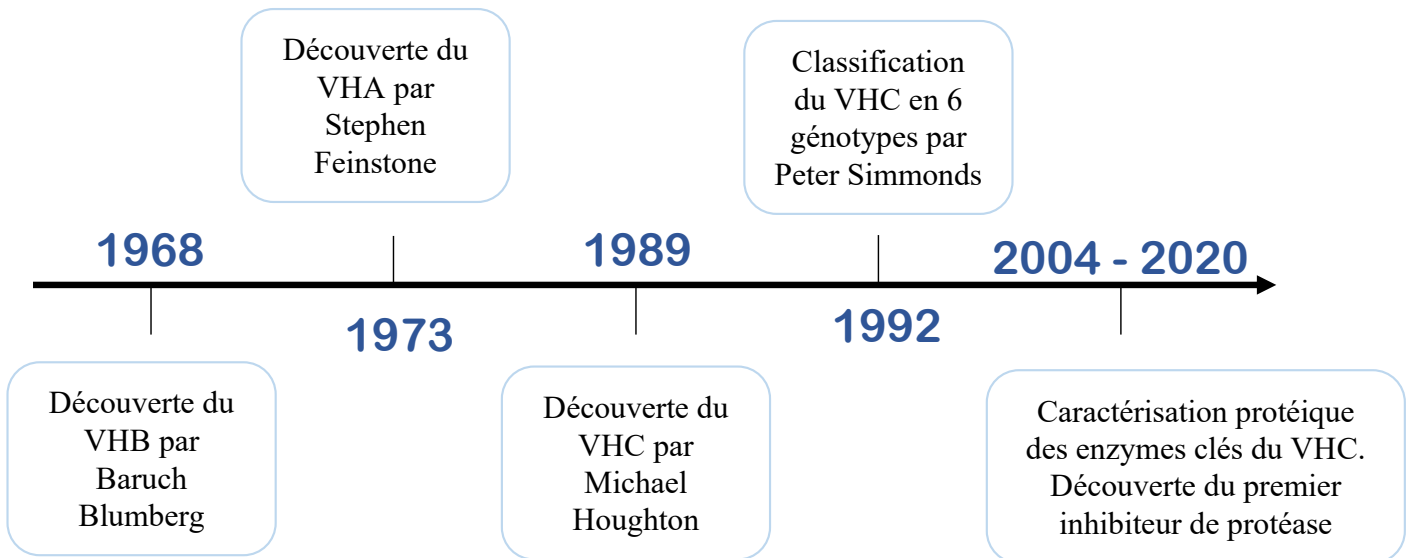 Découverte du
VHA par
Stephen
Feinstone
Classification
du VHC en 6
génotypes par
Peter Simmonds
1968
1989
2004 - 2020
1973
1992
Découverte du
VHB par
Baruch
Blumberg
Découverte du
VHC par
Michael
Houghton
Caractérisation protéique
des enzymes clés du VHC.
Découverte du premier
inhibiteur de protéase